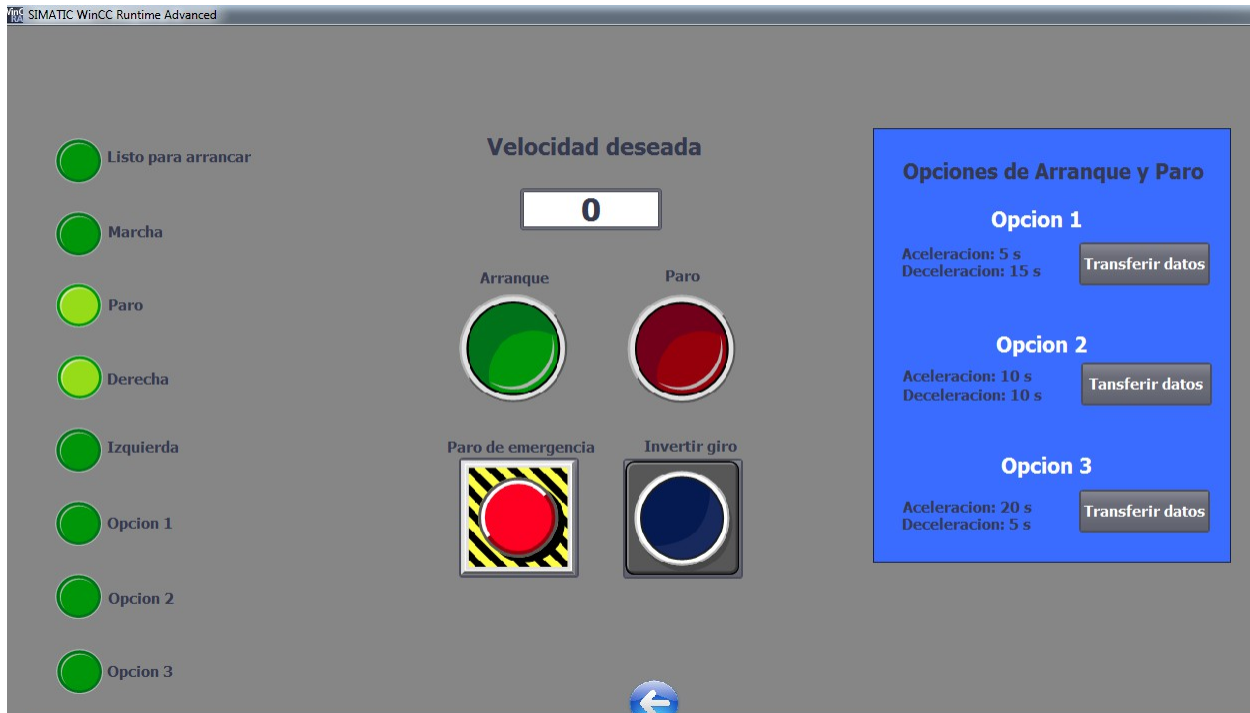 SIMATIC WinCC Runtime Advanced
Listo para arrancar
Marcha
Paro
Derecha
Izquierda
Opcion 1
Opcion 2
Opcion 3
Velocidad deseada
0
Arranque
Paro
Paro de emergencia
Invertir giro
Opciones de Arranque y Paro
Opcion 1
Aceleracion: 5 s
Deceleracion: 15 s
Transferir datos
Opcion 2
Aceleracion: 10 s
Deceleracion: 10 s
Tansferir datos
Opcion 3
Aceleracion: 20 s
Deceleracion: 5 s
Transferir datos